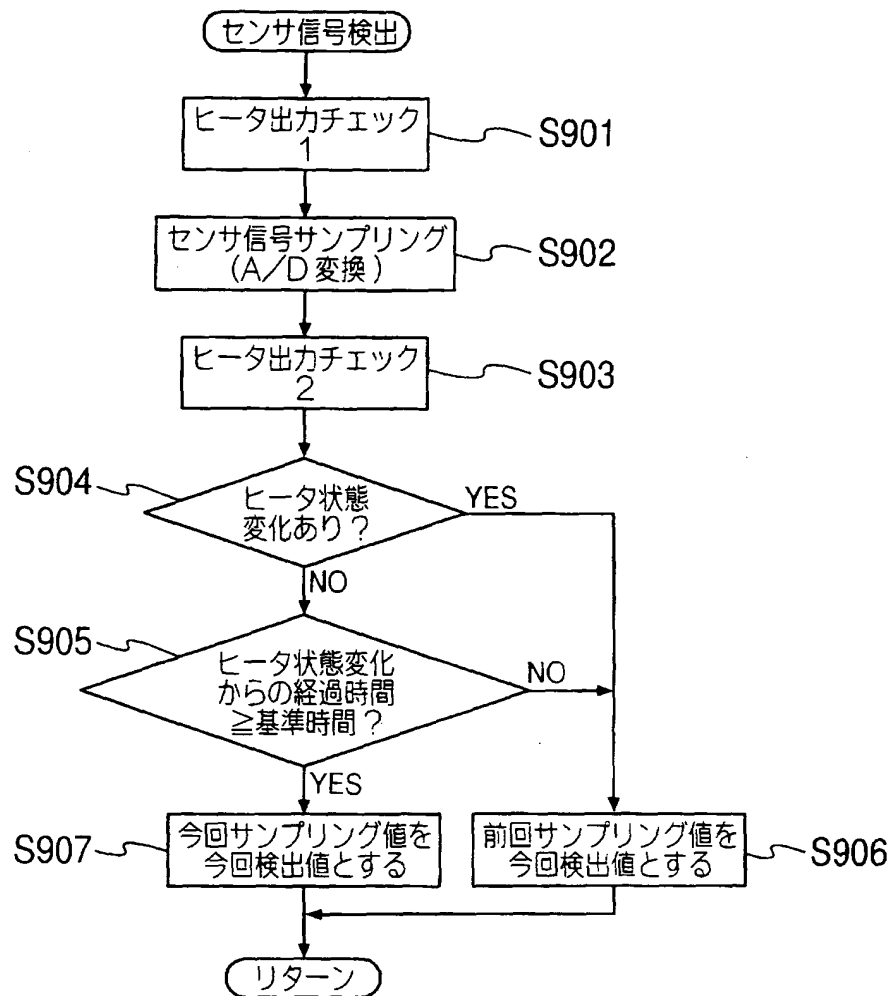 センサ信号検出
ヒータ出力チェック
1
S901
センサ信号サンプリング
(A/D変換)
S902
ヒータ出力チェック
2
S903
S904
ヒータ状態
変化あり?
YES
NO
S905
ヒータ状態変化
からの経過時間
≧基準時間?
NO
YES
S907
今回サンプリング値を
今回検出値とする
前回サンプリング値を
今回検出値とする
S906
リターン